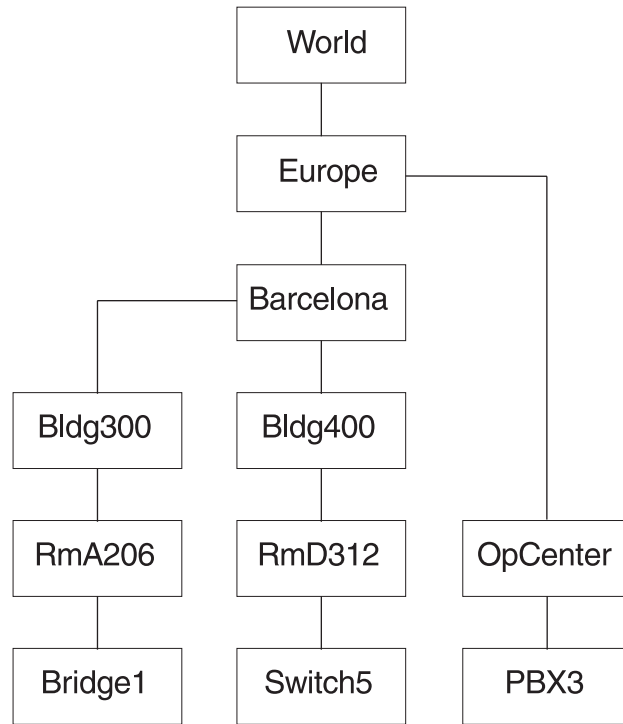 World
Europe
Barcelona
Bldg300
Bldg400
RmA206
RmD312
OpCenter
Bridge1
Switch5
PBX3